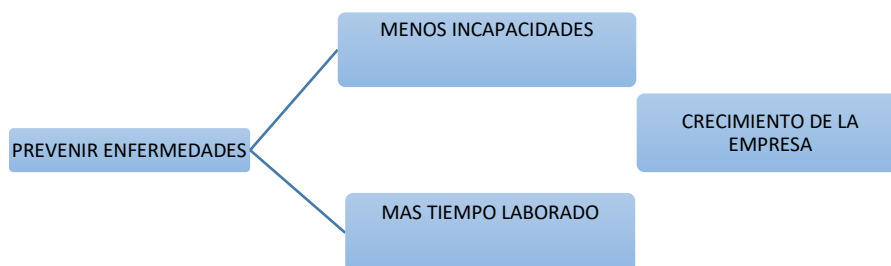 MENOS INCAPACIDADES
PREVENIR ENFERMEDADES
MAS TIEMPO LABORADO
CRECIMIENTO DE LA
EMPRESA